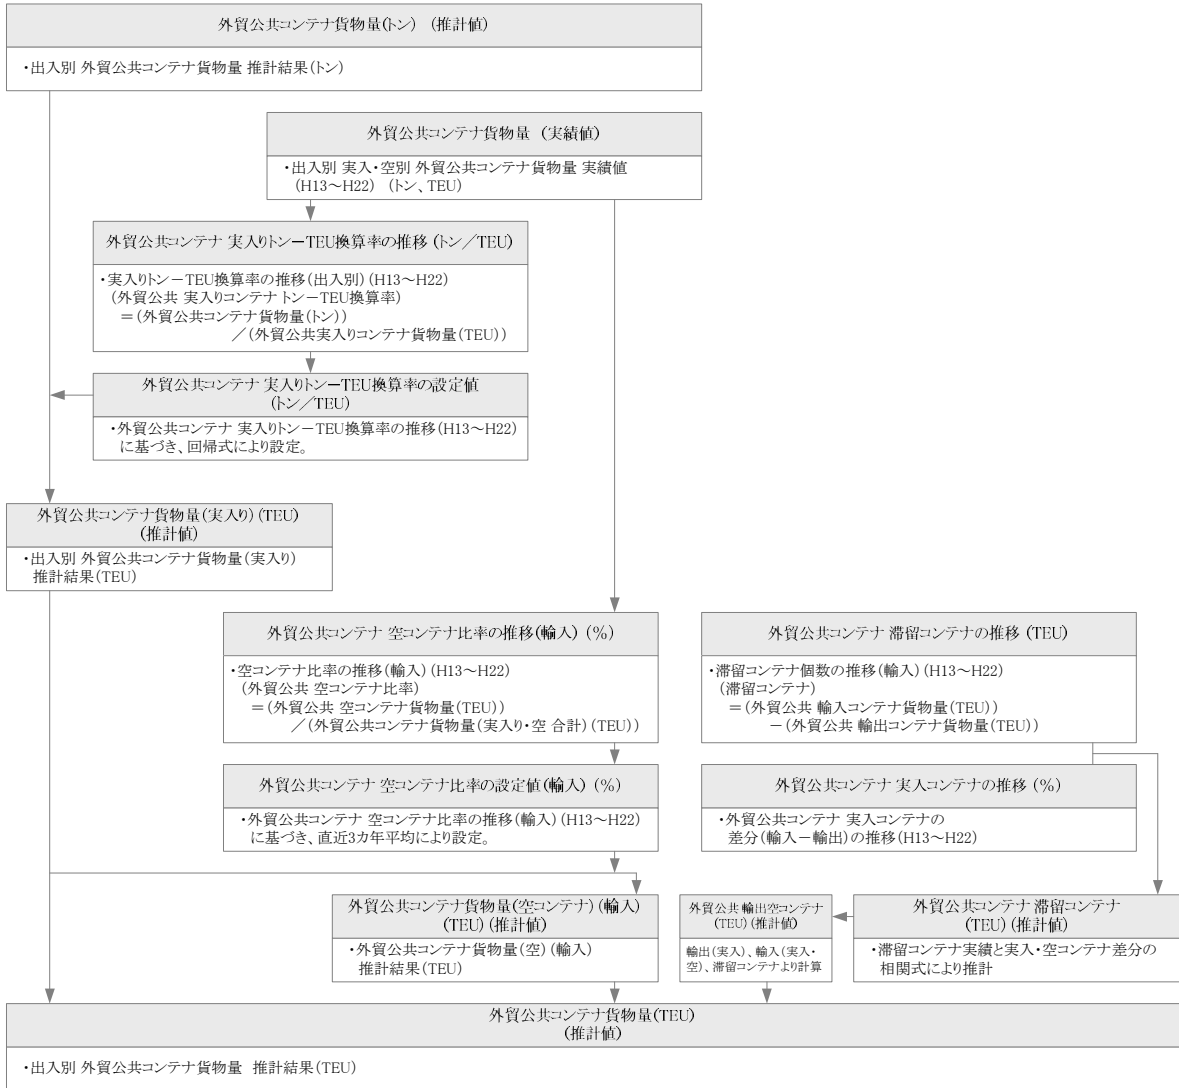 外貿公共コンテナ貨物量(トン) (推計値)
・出入別 外貿公共コンテナ貨物量 推計結果(トン)
外貿公共コンテナ貨物量 (実績値)
・出入別 実入・空別 外貿公共コンテナ貨物量 実績値
(H13～H22) (トン、TEU)
外貿公共コンテナ 実入りトンーTEU換算率の推移 (トン／TEU)
・実入りトンーTEU換算率の推移(出入別) (H13～H22)
(外貿公共 実入りコンテナ トンーTEU換算率)
＝(外貿公共コンテナ貨物量(トン))
／(外貿公共実入りコンテナ貨物量(TEU))
外貿公共コンテナ 実入りトンーTEU換算率の設定値
(トン／TEU)
・外貿公共コンテナ 実入りトンーTEU換算率の推移(H13～H22)
に基づき、回帰式により設定。
外貿公共コンテナ貨物量(実入り) (TEU)
(推計値)
・出入別 外貿公共コンテナ貨物量(実入り)
推計結果(TEU)
外貿公共コンテナ 空コンテナ比率の推移(輸入) (%)
・空コンテナ比率の推移(輸入) (H13～H22)
(外貿公共 空コンテナ比率)
＝(外貿公共 空コンテナ貨物量(TEU))
／(外貿公共コンテナ貨物量(実入り・空 合計) (TEU))
外貿公共コンテナ 滞留コンテナの推移 (TEU)
・滞留コンテナ個数の推移(輸入) (H13～H22)
(滞留コンテナ)
＝(外貿公共 輸入コンテナ貨物量(TEU))
－(外貿公共 輸出コンテナ貨物量(TEU))
外貿公共コンテナ 空コンテナ比率の設定値(輸入) (%)
・外貿公共コンテナ 空コンテナ比率の推移(輸入) (H13～H22)
に基づき、直近3カ年平均により設定。
外貿公共コンテナ 実入コンテナの推移 (%)
・外貿公共コンテナ 実入コンテナの
差分(輸入－輸出)の推移(H13～H22)
外貿公共コンテナ貨物量(空コンテナ) (輸入)
(TEU) (推計値)
・外貿公共コンテナ貨物量(空) (輸入)
推計結果(TEU)
外貿公共 輸出空コンテナ
(TEU) (推計値)
輸出(実入)、輸入(実入・
空)、滞留コンテナより計算
外貿公共コンテナ 滞留コンテナ
(TEU) (推計値)
・滞留コンテナ実績と実入・空コンテナ差分の
相関式により推計
外貿公共コンテナ貨物量(TEU)
(推計値)
・出入別 外貿公共コンテナ貨物量 推計結果(TEU)